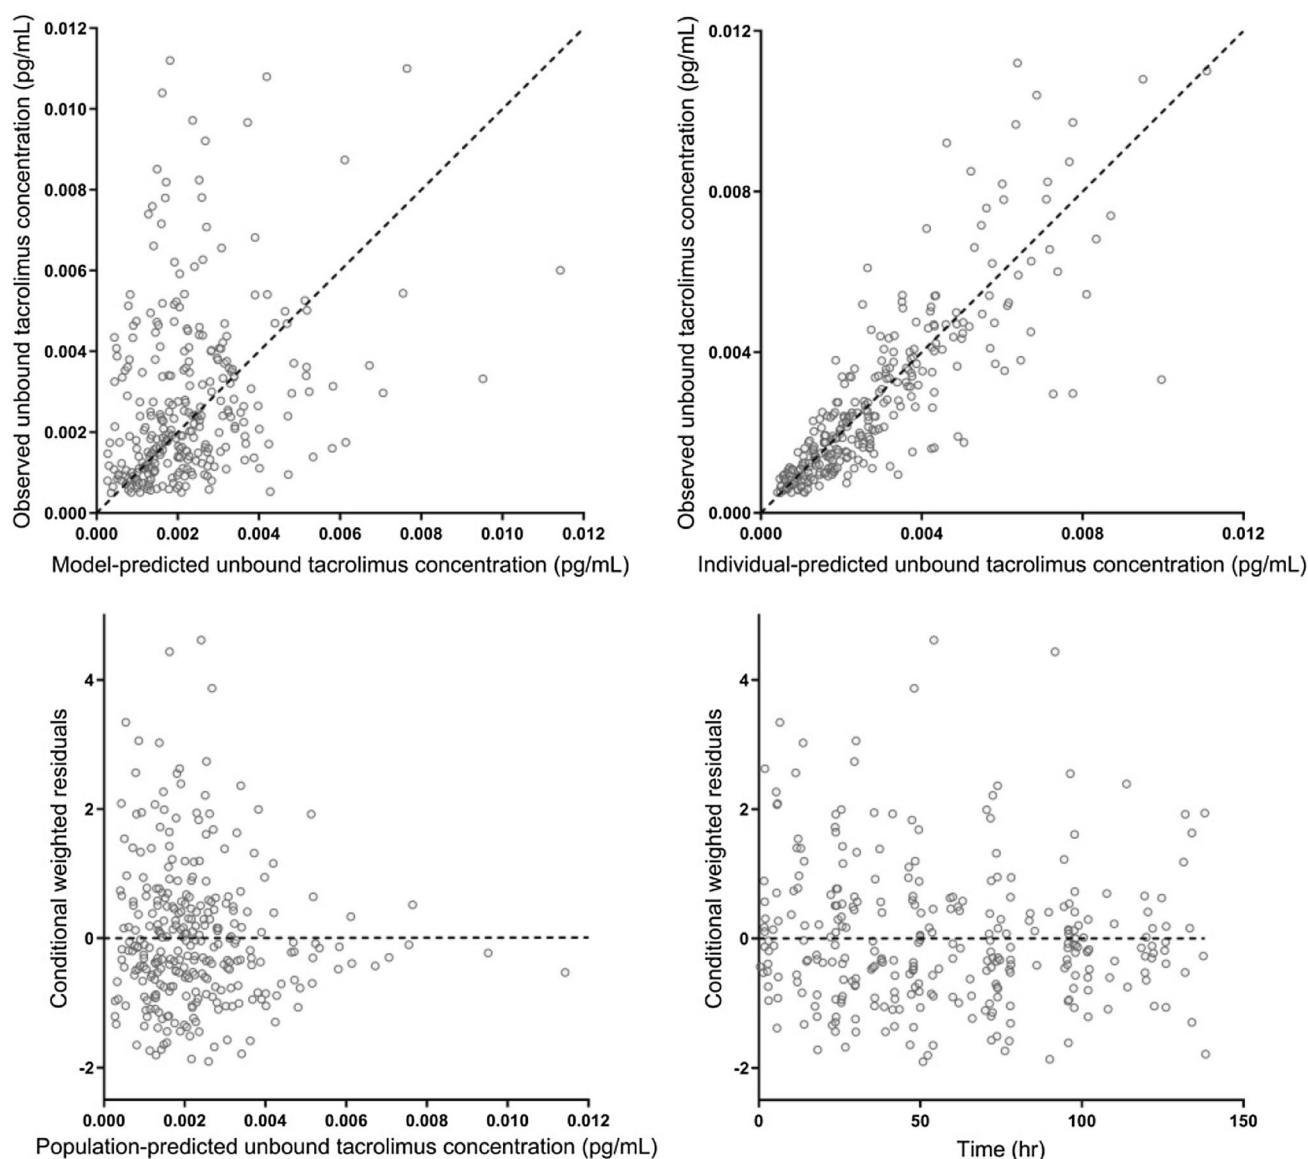 Observed unbound tacrolimus concentration (pg/mL)
0.012
0.010
0.008
0.006
0.004
0.002
0.000
0.000 0.002 0.004 0.006 0.008 0.010 0.012
Model-predicted unbound tacrolimus concentration (pg/mL)
Observed unbound tacrolimus concentration (pg/mL)
0.012
0.008
0.004
0.000
0.000 0.004 0.008 0.012
Individual-predicted unbound tacrolimus concentration (pg/mL)
Conditional weighted residuals
4
2
0
-2
0.000 0.002 0.004 0.006 0.008 0.010 0.012
Population-predicted unbound tacrolimus concentration (pg/mL)
Conditional weighted residuals
4
2
0
-2
0 50 100 150
Time (hr)